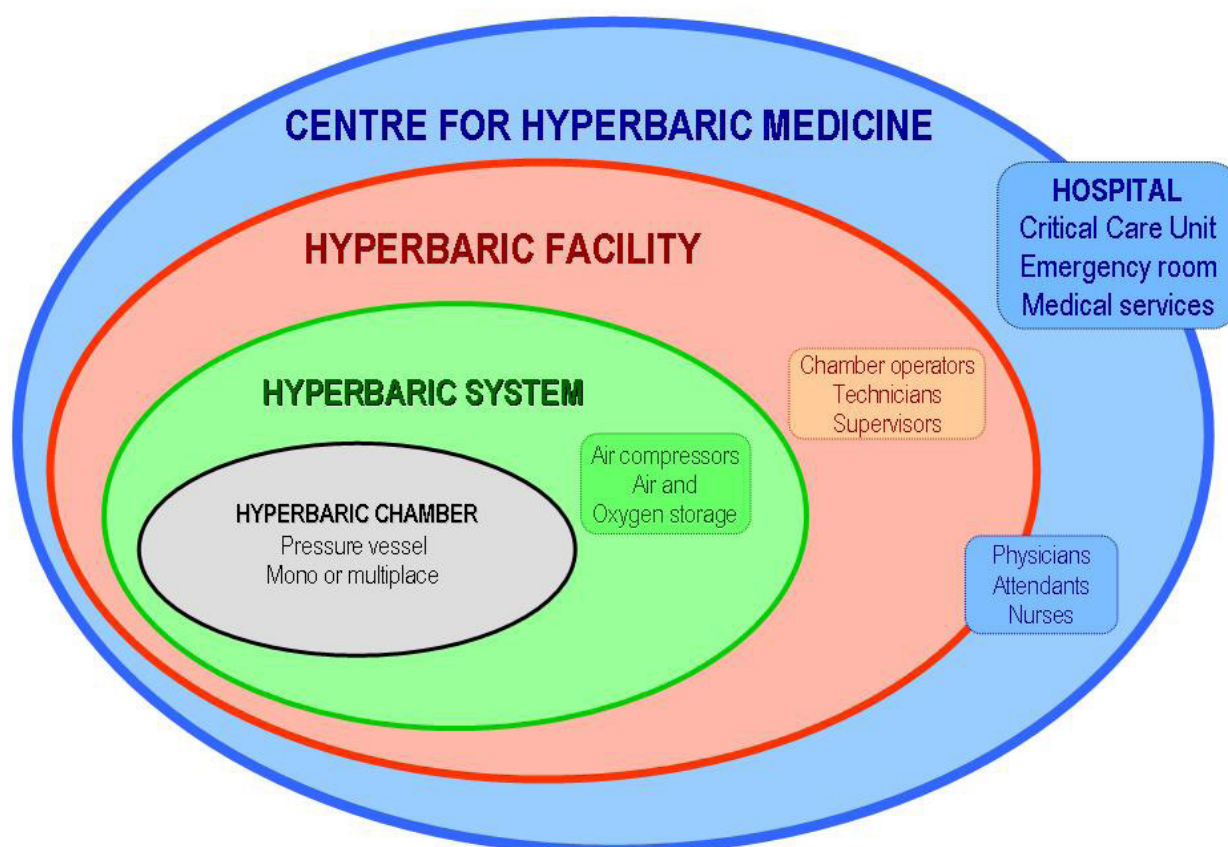 CENTRE FOR HYPERBARIC MEDICINE
HOSPITAL
Critical Care Unit
Emergency room
Medical services
HYPERBARIC FACILITY
Chamber operators
Technicians
Supervisors
HYPERBARIC SYSTEM
Air compressors
Air and
Oxygen storage
HYPERBARIC CHAMBER
Pressure vessel
Mono or multiplace
Physicians
Attendants
Nurses